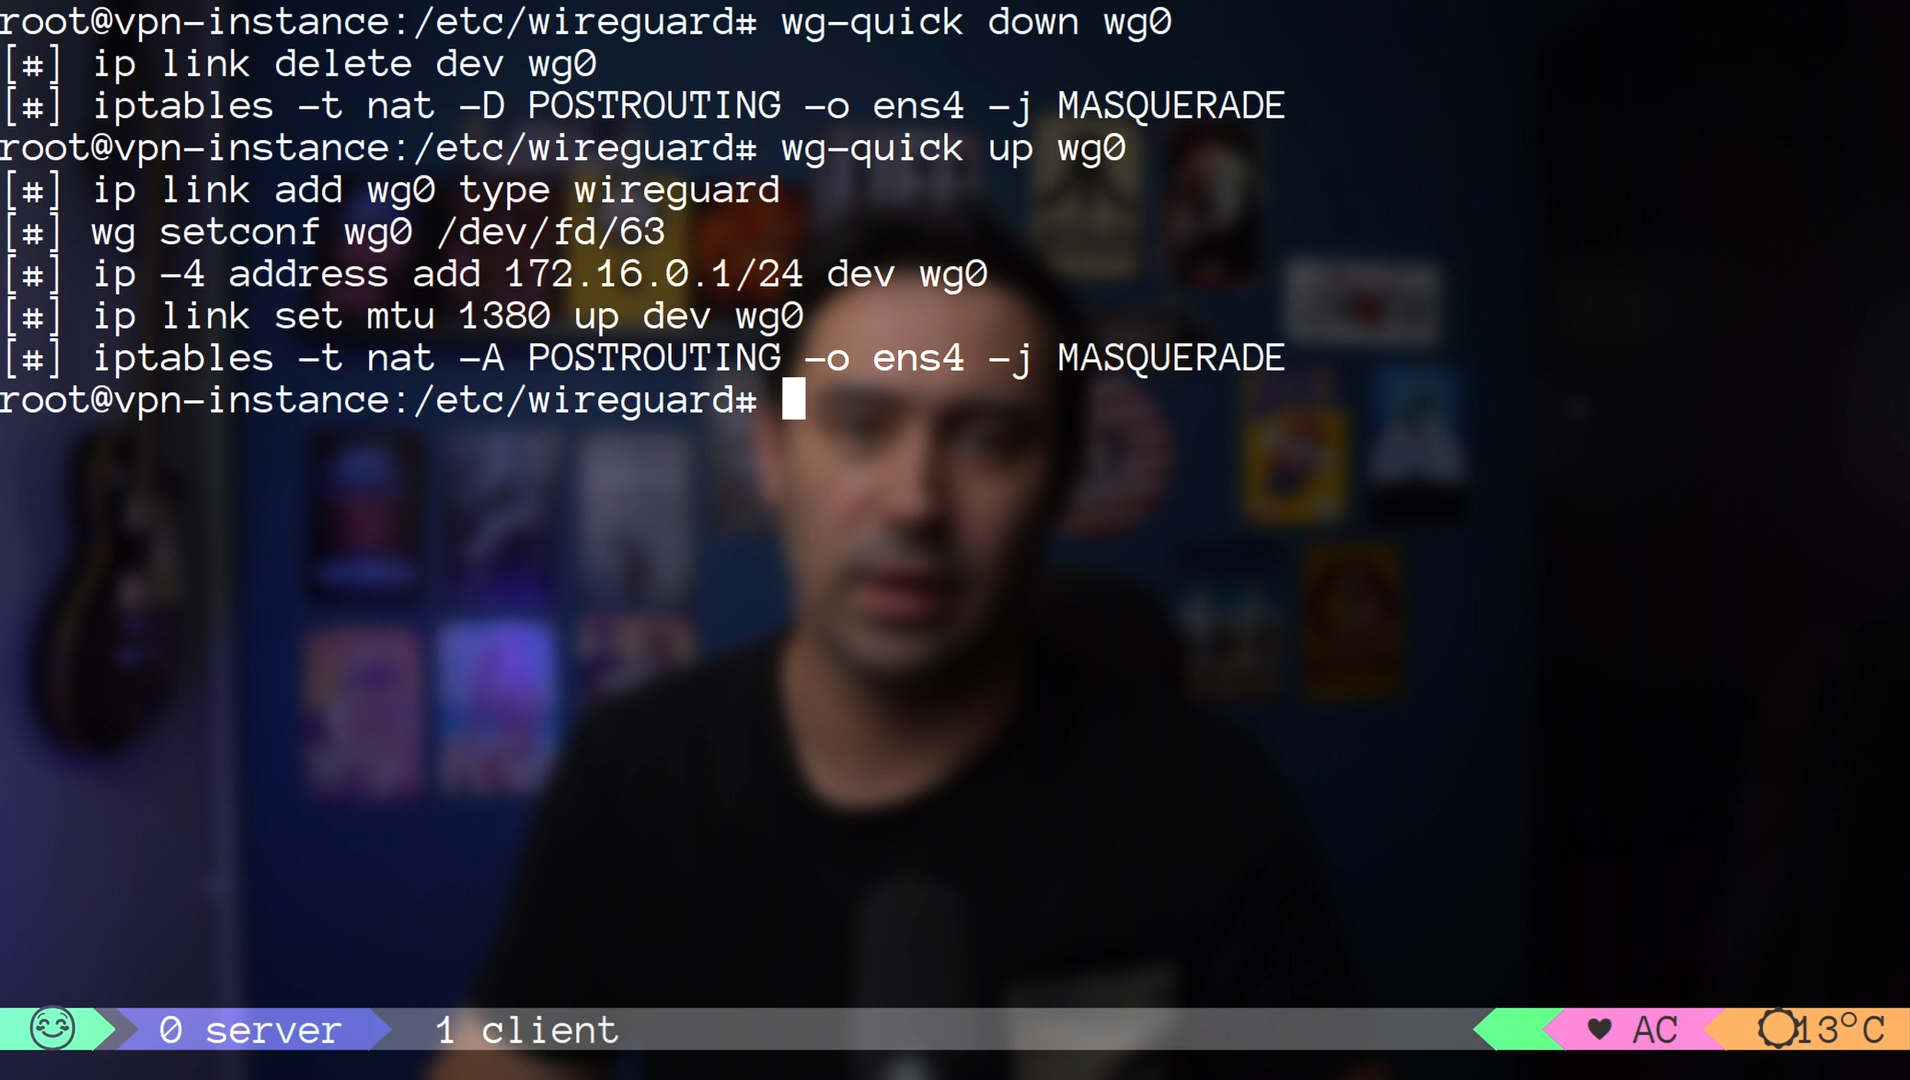 root@vpn-instance:/etc/wireguard# wg-quick down wg0
[#] ip link delete dev wg0
[#] iptables -t nat -D POSTROUTING -o ens4 -j MASQUERADE
root@vpn-instance:/etc/wireguard# wg-quick up wg0
[#] ip link add wg0 type wireguard
[#] wg setconf wg0 /dev/fd/63
[#] ip -4 address add 172.16.0.1/24 dev wg0
[#] ip link set mtu 1380 up dev wg0
[#] iptables -t nat -A POSTROUTING -o ens4 -j MASQUERADE
root@vpn-instance:/etc/wireguard#
0 server 1 client ♥ AC 13°C